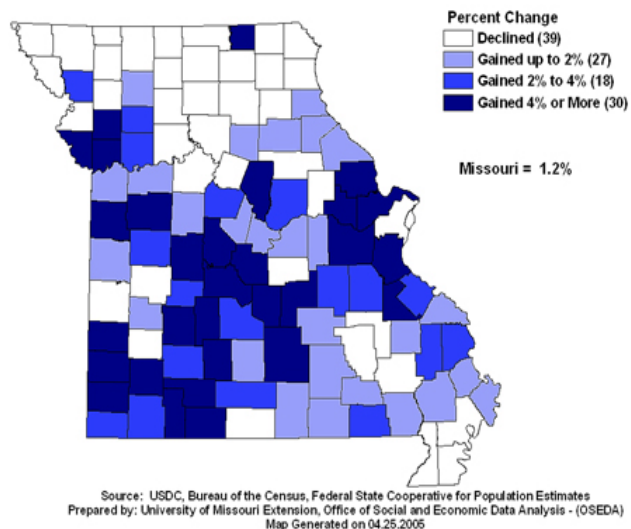 Percent Change
Declined (39)
Gained up to 2% (27)
Gained 2% to 4% (18)
Gained 4% or More (30)
Missouri = 1.2%
Source: USDC, Bureau of the Census, Federal State Cooperative for Population Estimates
Prepared by: University of Missouri Extension, Office of Social and Economic Data Analysis - (OSEDA)
Map Generated on 04.25.2005